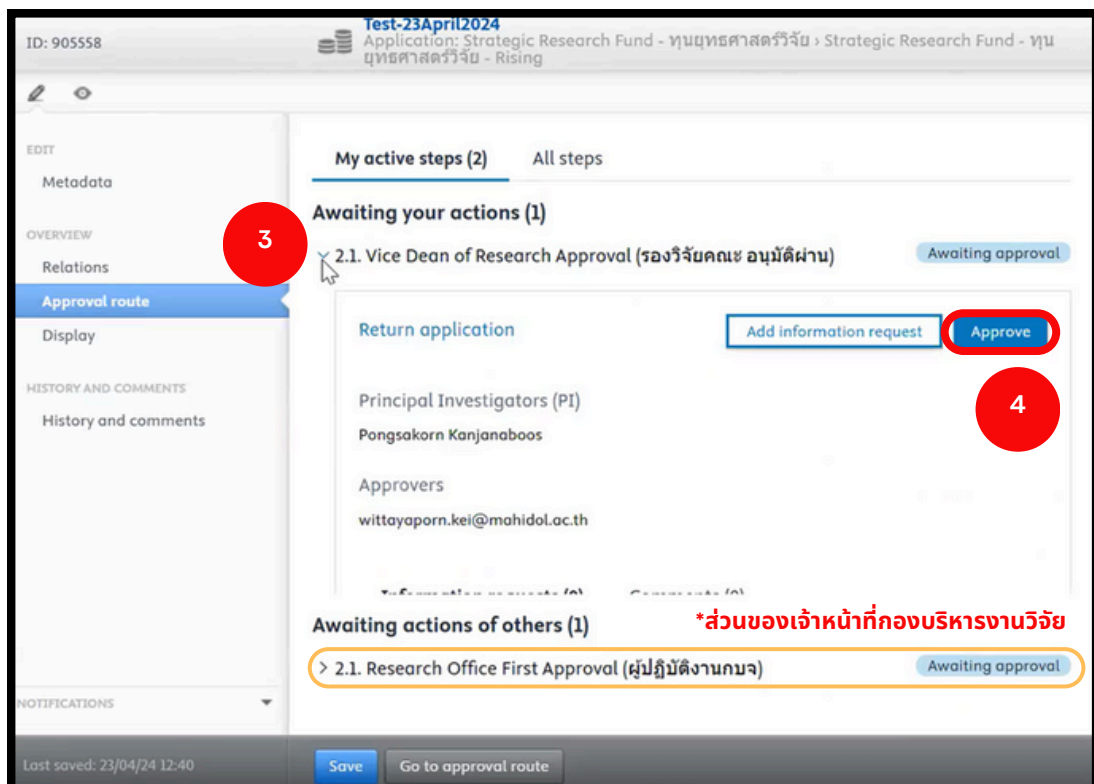 ID: 905558
Test-23April2024
Application: Strategic Research Fund - ทุนยุทธศาสตร์วิจัย › Strategic Research Fund - ทุน
ยุทธศาสตร์วิจัย - Rising
EDIT
Metadata
OVERVIEW
Relations
Approval route
Display
HISTORY AND COMMENTS
History and comments
NOTIFICATIONS
My active steps (2) All steps
Awaiting your actions (1)
3
2.1. Vice Dean of Research Approval (รองวิจัยคณะ อนุมัติผ่าน) Awaiting approval
Return application Add information request Approve
4
Principal Investigators (PI)
Pongsakorn Kanjanaboos
Approvers
wittayaporn.kei@mahidol.ac.th
Information requests (0) Comments (0)
Awaiting actions of others (1) *ส่วนของเจ้าหน้าที่กองบริหารงานวิจัย
> 2.1. Research Office First Approval (ผู้ปฏิบัติงานกบจ) Awaiting approval
Last saved: 23/04/24 12:40 Save Go to approval route